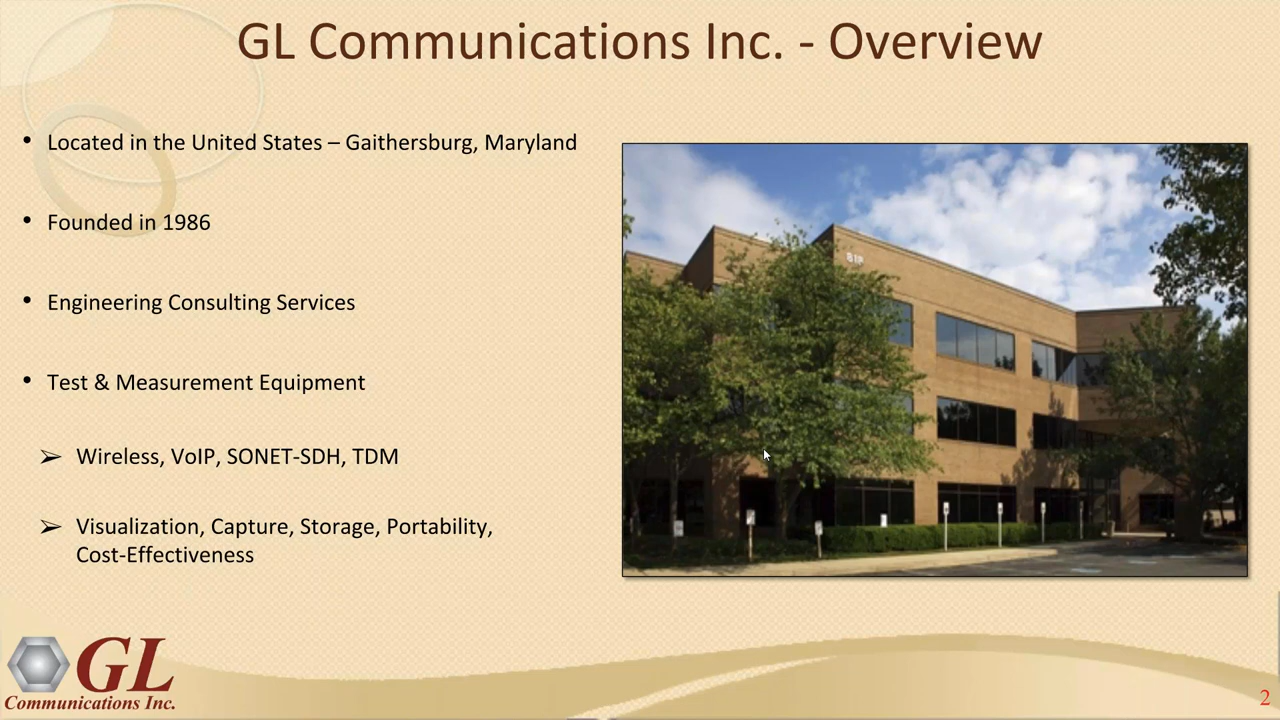 GL Communications Inc. - Overview
• Located in the United States – Gaithersburg, Maryland
• Founded in 1986
• Engineering Consulting Services
• Test & Measurement Equipment
➢ Wireless, VoIP, SONET-SDH, TDM
➢ Visualization, Capture, Storage, Portability,
Cost-Effectiveness
GL
Communications Inc.
2